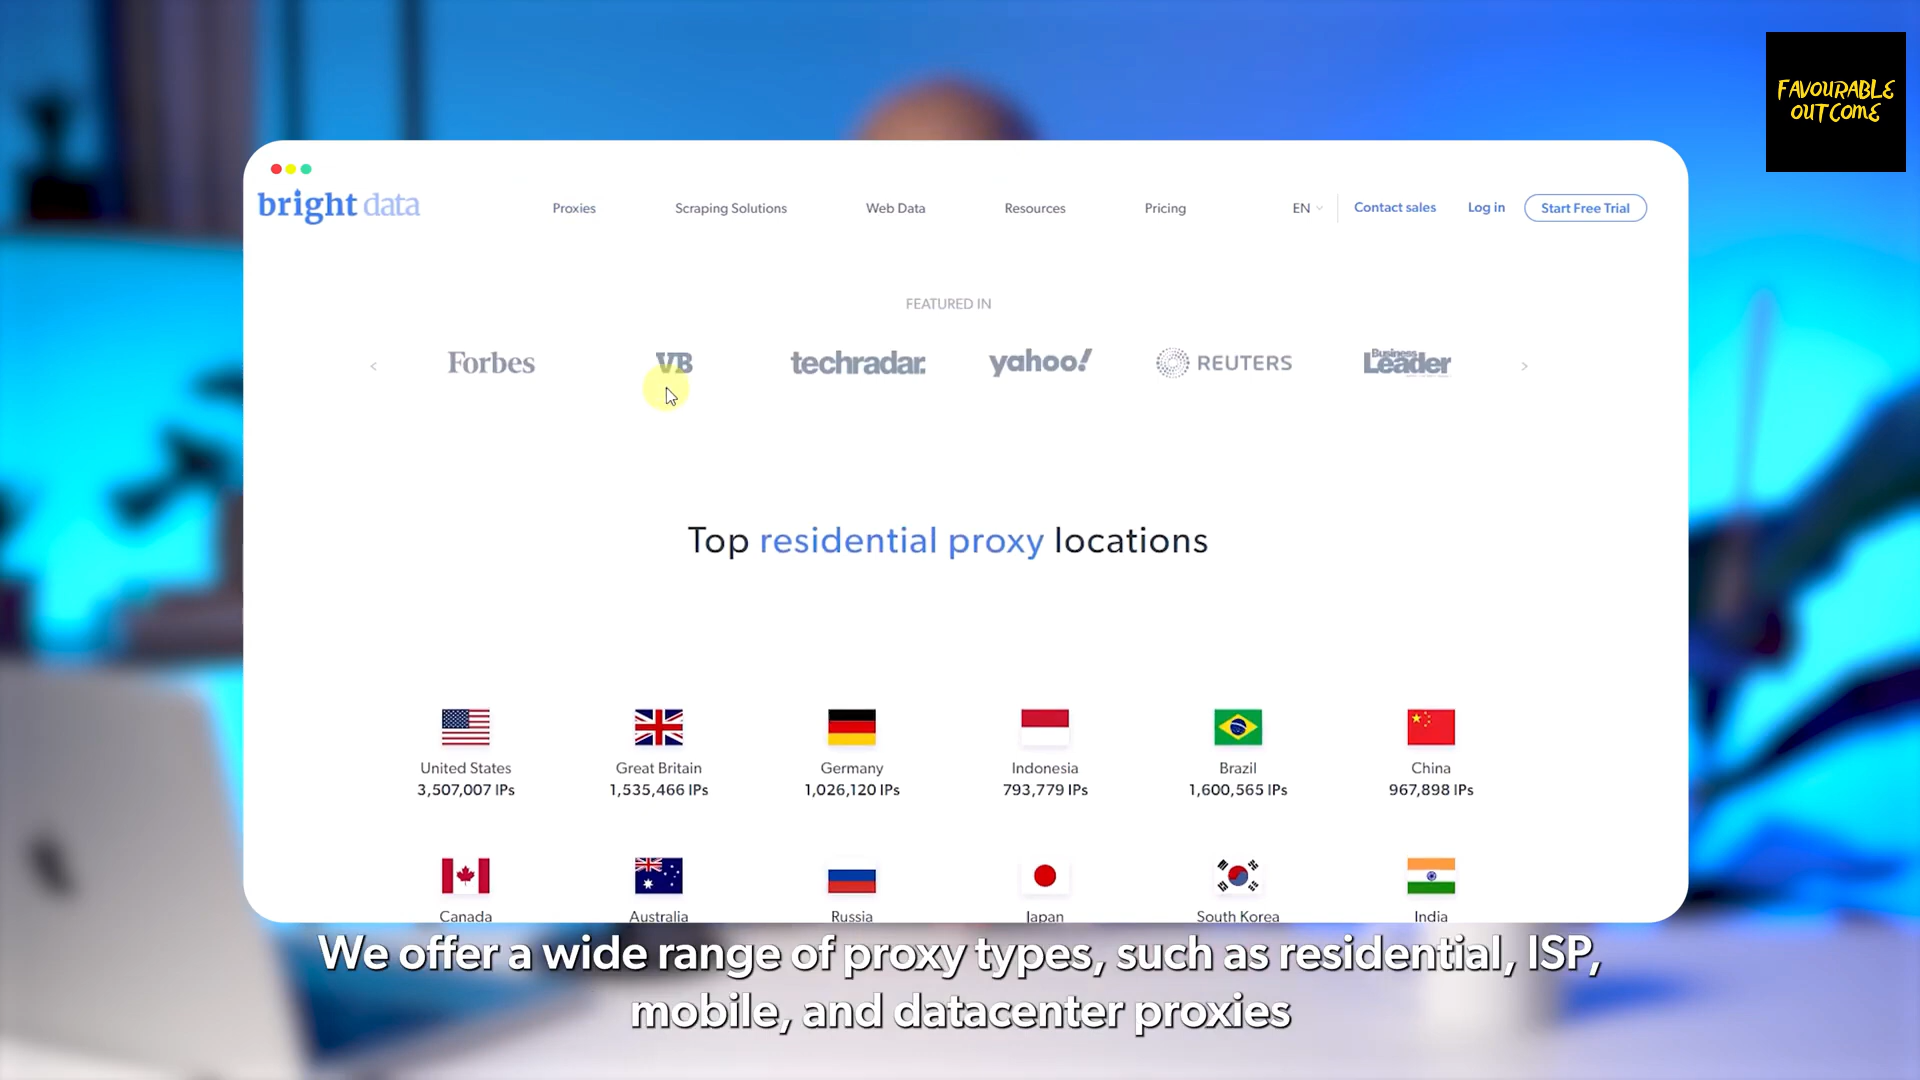 FAVOURABLE
OUTCOME
bright data
Proxies
Scraping Solutions
Web Data
Resources
Pricing
EN
Contact sales
Log in
Start Free Trial
FEATURED IN
Forbes
VB
techradar.
yahoo!
REUTERS
Business
Leader
Top residential proxy locations
United States
Great Britain
Germany
Indonesia
Brazil
China
3,507,007 IPs
1,535,466 IPs
1,026,120 IPs
793,779 IPs
1,600,565 IPs
967,898 IPs
Canada
Australia
Russia
Japan
South Korea
India
We offer a wide range of proxy types, such as residential, ISP,
mobile, and datacenter proxies